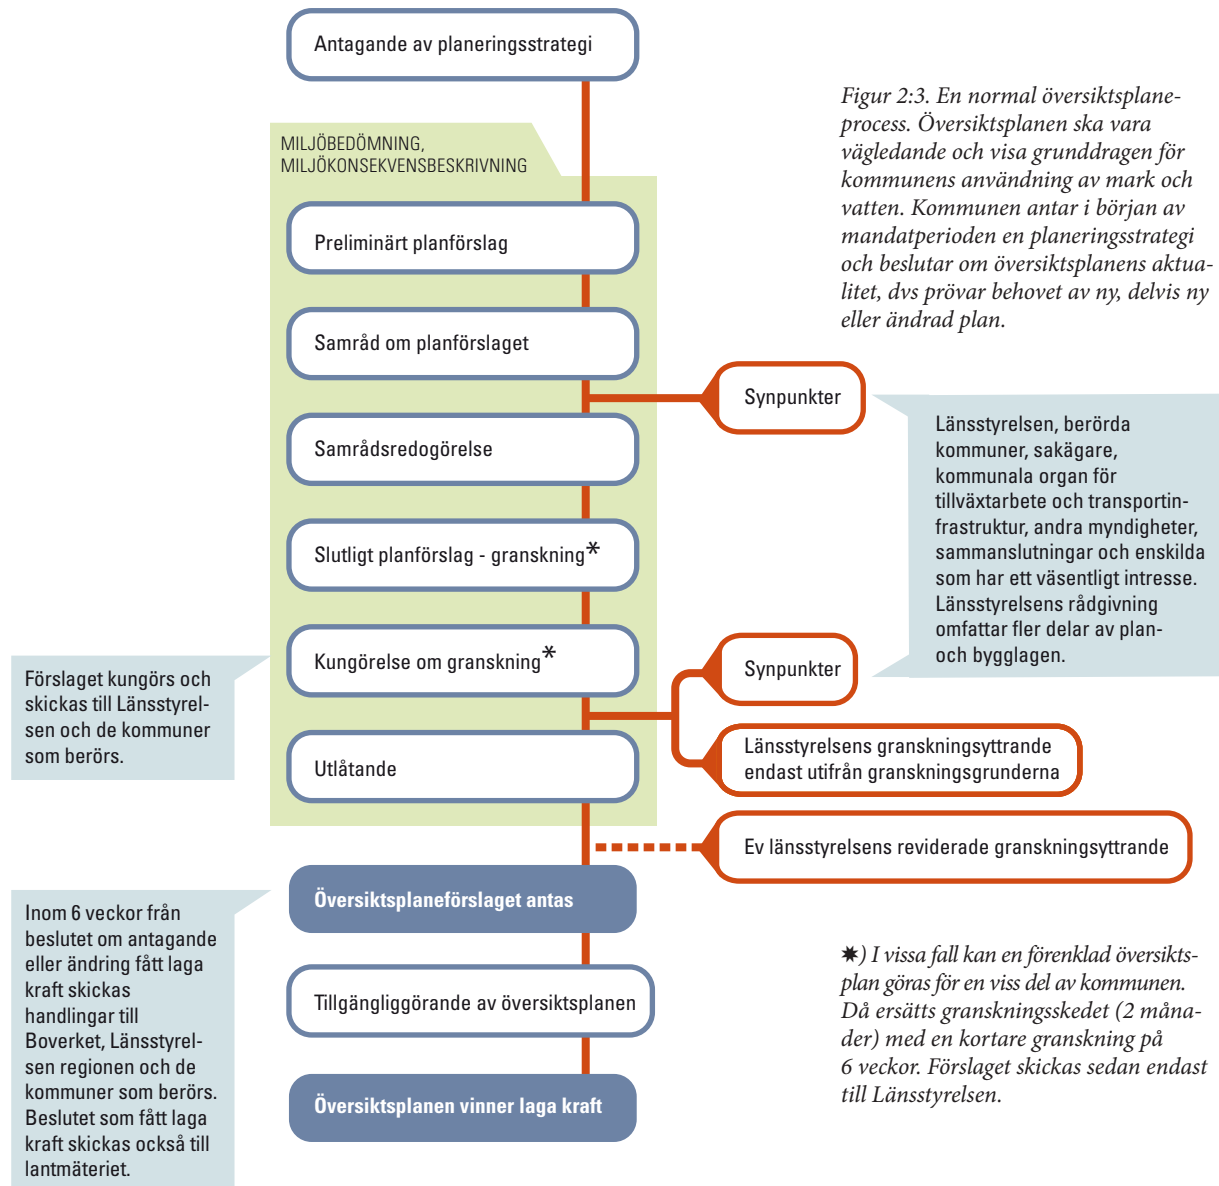 Antagande av planeringsstrategi
Figur 2:3. En normal översiktsplane-
process. Översiktsplanen ska vara
vägledande och visa grunddragen för
kommunens användning av mark och
vatten. Kommunen antar i början av
mandatperioden en planeringsstrategi
och beslutar om översiktsplanens aktua-
litet, dvs prövar behovet av ny, delvis ny
eller ändrad plan.
MILJÖBEDÖMNING,
MILJÖKONSEKVENSBESKRIVNING
Preliminärt planförslag
Samråd om planförslaget
Synpunkter
Länsstyrelsen, berörda
kommuner, sakägare,
kommunala organ för
tillväxtarbete och transportin-
frastruktur, andra myndigheter,
sammanslutningar och enskilda
som har ett väsentligt intresse.
Länsstyrelsens rådgivning
omfattar fler delar av plan-
och bygglagen.
Samrådsredogörelse
Slutligt planförslag - granskning*
Kungörelse om granskning*
Förslaget kungörs och
skickas till Länsstyrel-
sen och de kommuner
som berörs.
Synpunkter
Länsstyrelsens granskningsyttrande
endast utifrån granskningsgrunderna
Utlåtande
Ev länsstyrelsens reviderade granskningsyttrande
Översiktsplaneförslaget antas
Inom 6 veckor från
beslutet om antagande
eller ändring fått laga
kraft skickas
handlingar till
Boverket, Länsstyrel-
sen regionen och de
kommuner som berörs.
Beslutet som fått laga
kraft skickas också till
lantmäteriet.
Tillgängliggörande av översiktsplanen
Översiktsplanen vinner laga kraft
✷) I vissa fall kan en förenklad översikts-
plan göras för en viss del av kommunen.
Då ersätts granskningsskedet (2 måna-
der) med en kortare granskning på
6 veckor. Förslaget skickas sedan endast
till Länsstyrelsen.